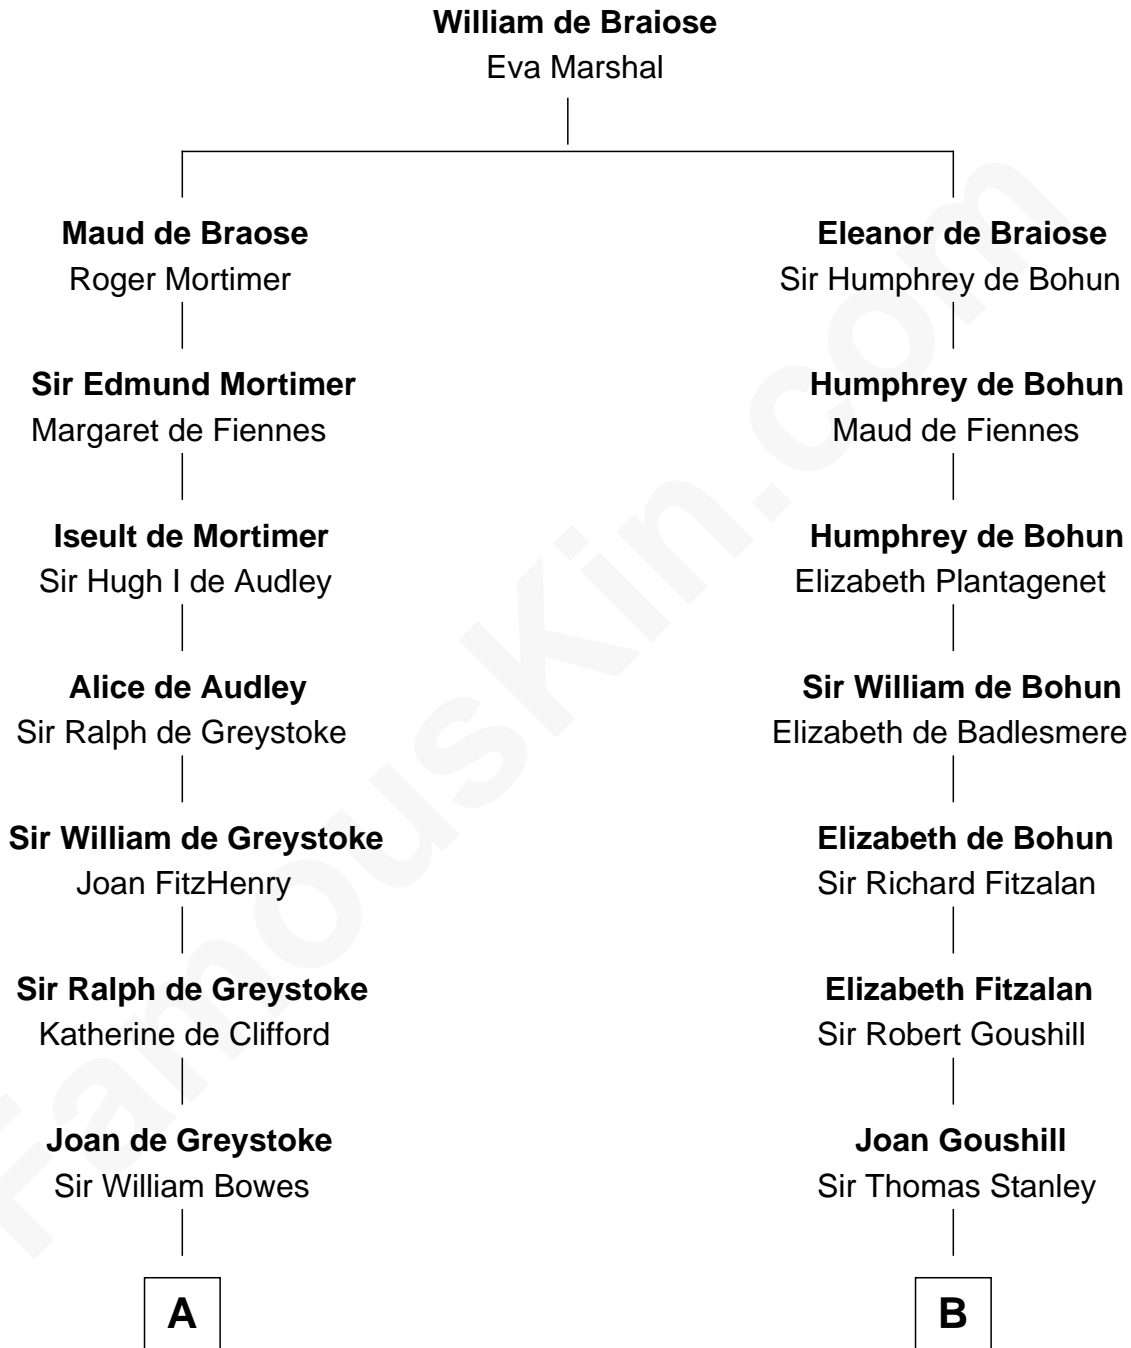 William de Braiose
Eva Marshal
Maud de Braose
Roger Mortimer
Eleanor de Braiose
Sir Humphrey de Bohun
Sir Edmund Mortimer
Margaret de Fiennes
Humphrey de Bohun
Maud de Fiennes
Iseult de Mortimer
Sir Hugh I de Audley
Humphrey de Bohun
Elizabeth Plantagenet
Alice de Audley
Sir Ralph de Greystoke
Sir William de Bohun
Elizabeth de Badlesmere
Sir William de Greystoke
Joan FitzHenry
Elizabeth de Bohun
Sir Richard Fitzalan
Sir Ralph de Greystoke
Katherine de Clifford
Elizabeth Fitzalan
Sir Robert Goushill
Joan de Greystoke
Sir William Bowes
Joan Goushill
Sir Thomas Stanley
A
B
FamousKin.com